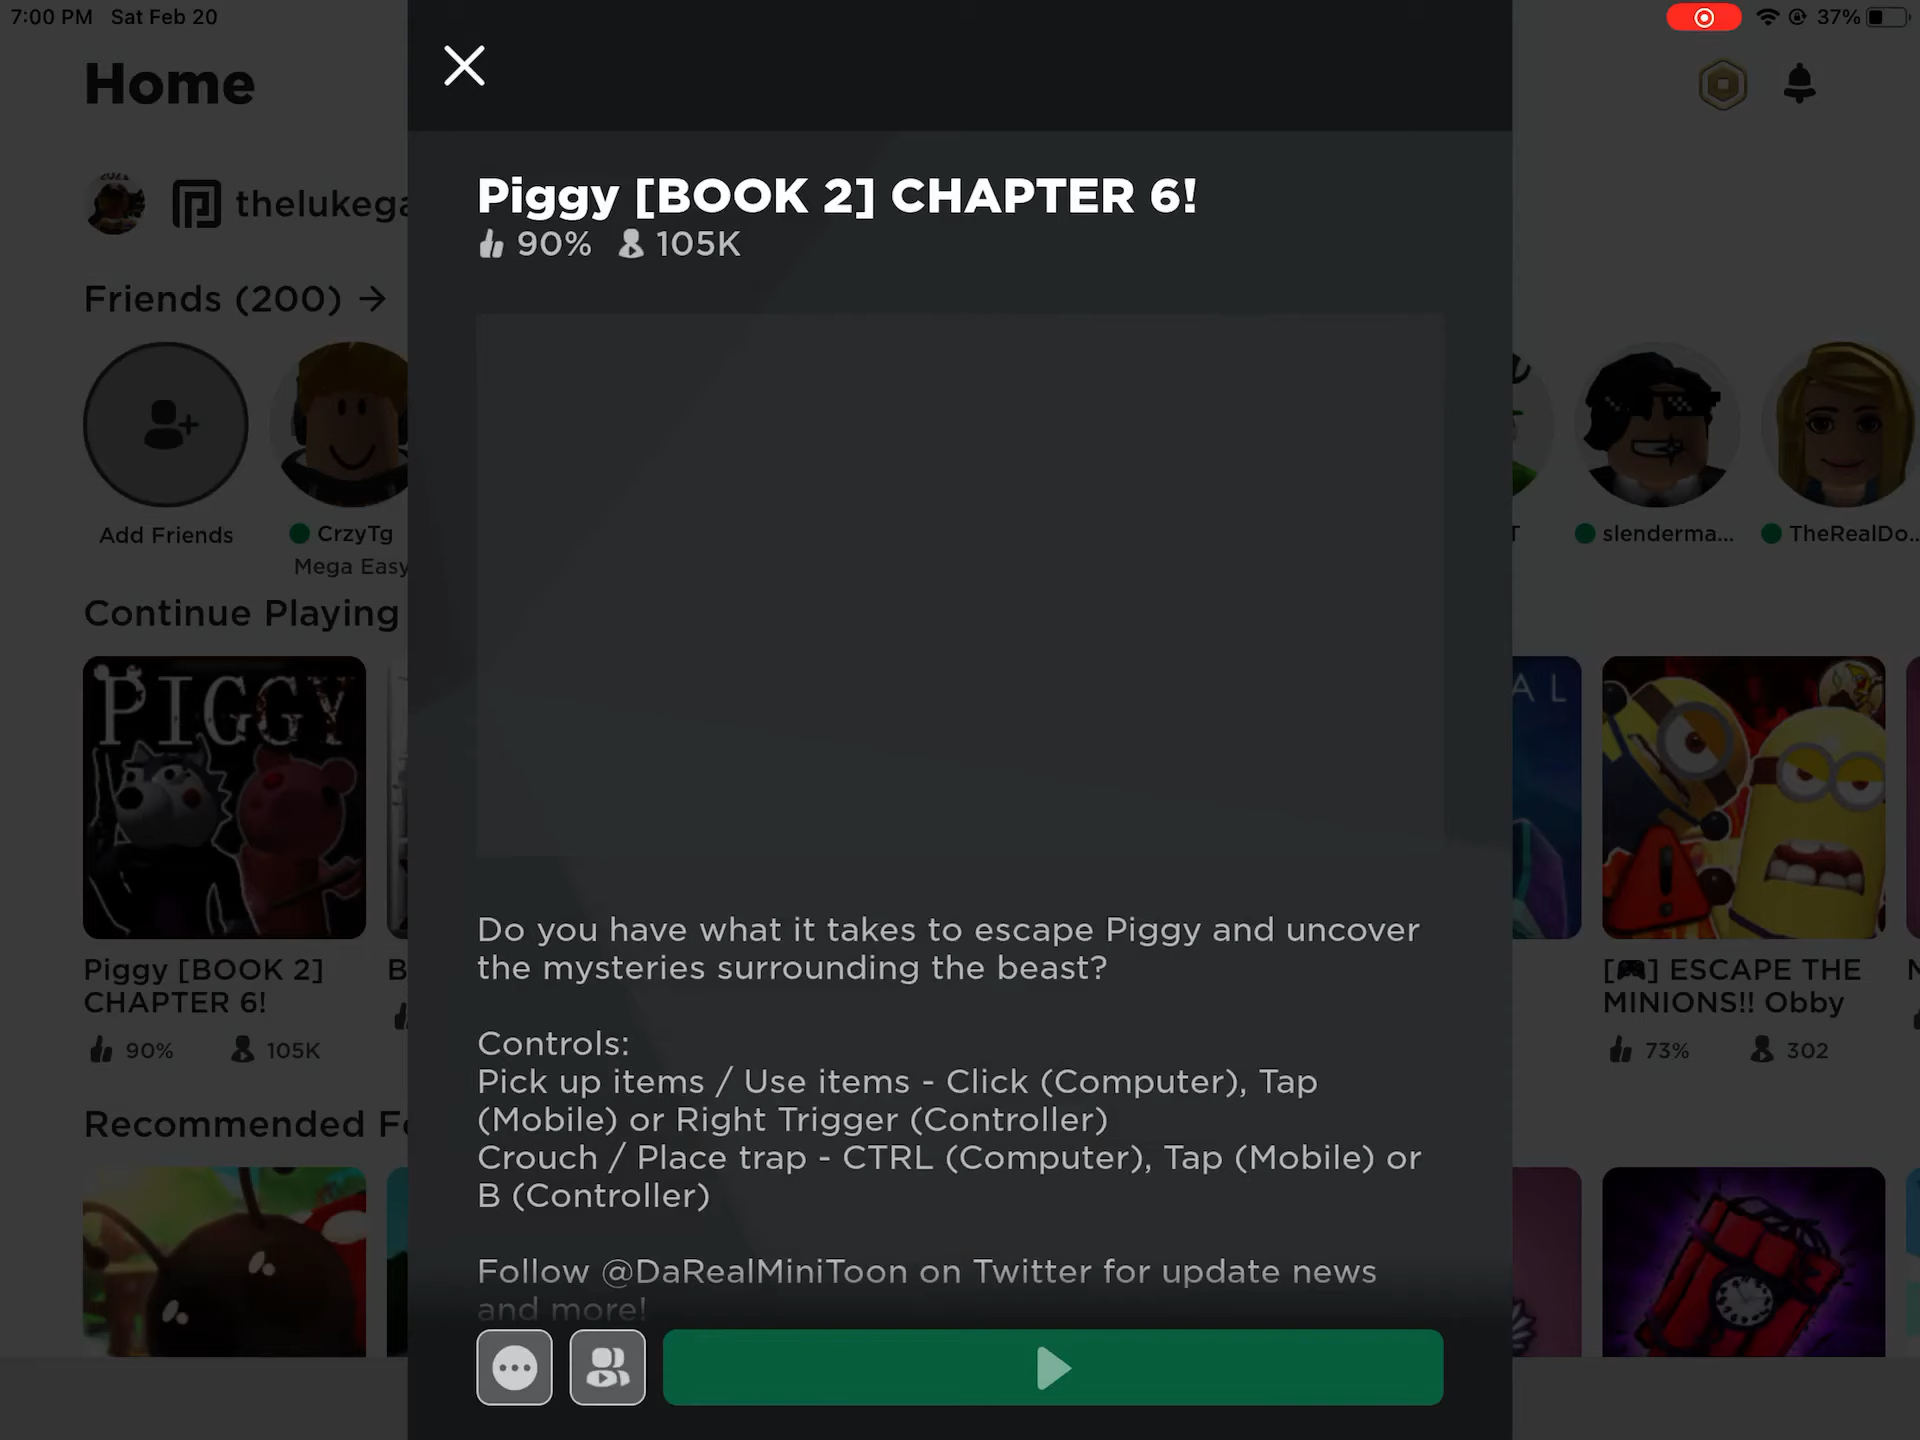 7:00 PM Sat Feb 20
37%
Home
thelukega
Friends (200) →
Add Friends
CrzyTg
Mega Easy
slenderma...
TheRealDo...
Continue Playing
PIGGY
Piggy [BOOK 2]
CHAPTER 6!
90% 105K
Piggy [BOOK 2] CHAPTER 6!
90% 105K
Do you have what it takes to escape Piggy and uncover
the mysteries surrounding the beast?
Controls:
Pick up items / Use items - Click (Computer), Tap
(Mobile) or Right Trigger (Controller)
Crouch / Place trap - CTRL (Computer), Tap (Mobile) or
B (Controller)
Follow @DaRealMiniToon on Twitter for update news
and more!
A L
[🎮] ESCAPE THE
MINIONS!! Obby
73% 302
Recommended Fo